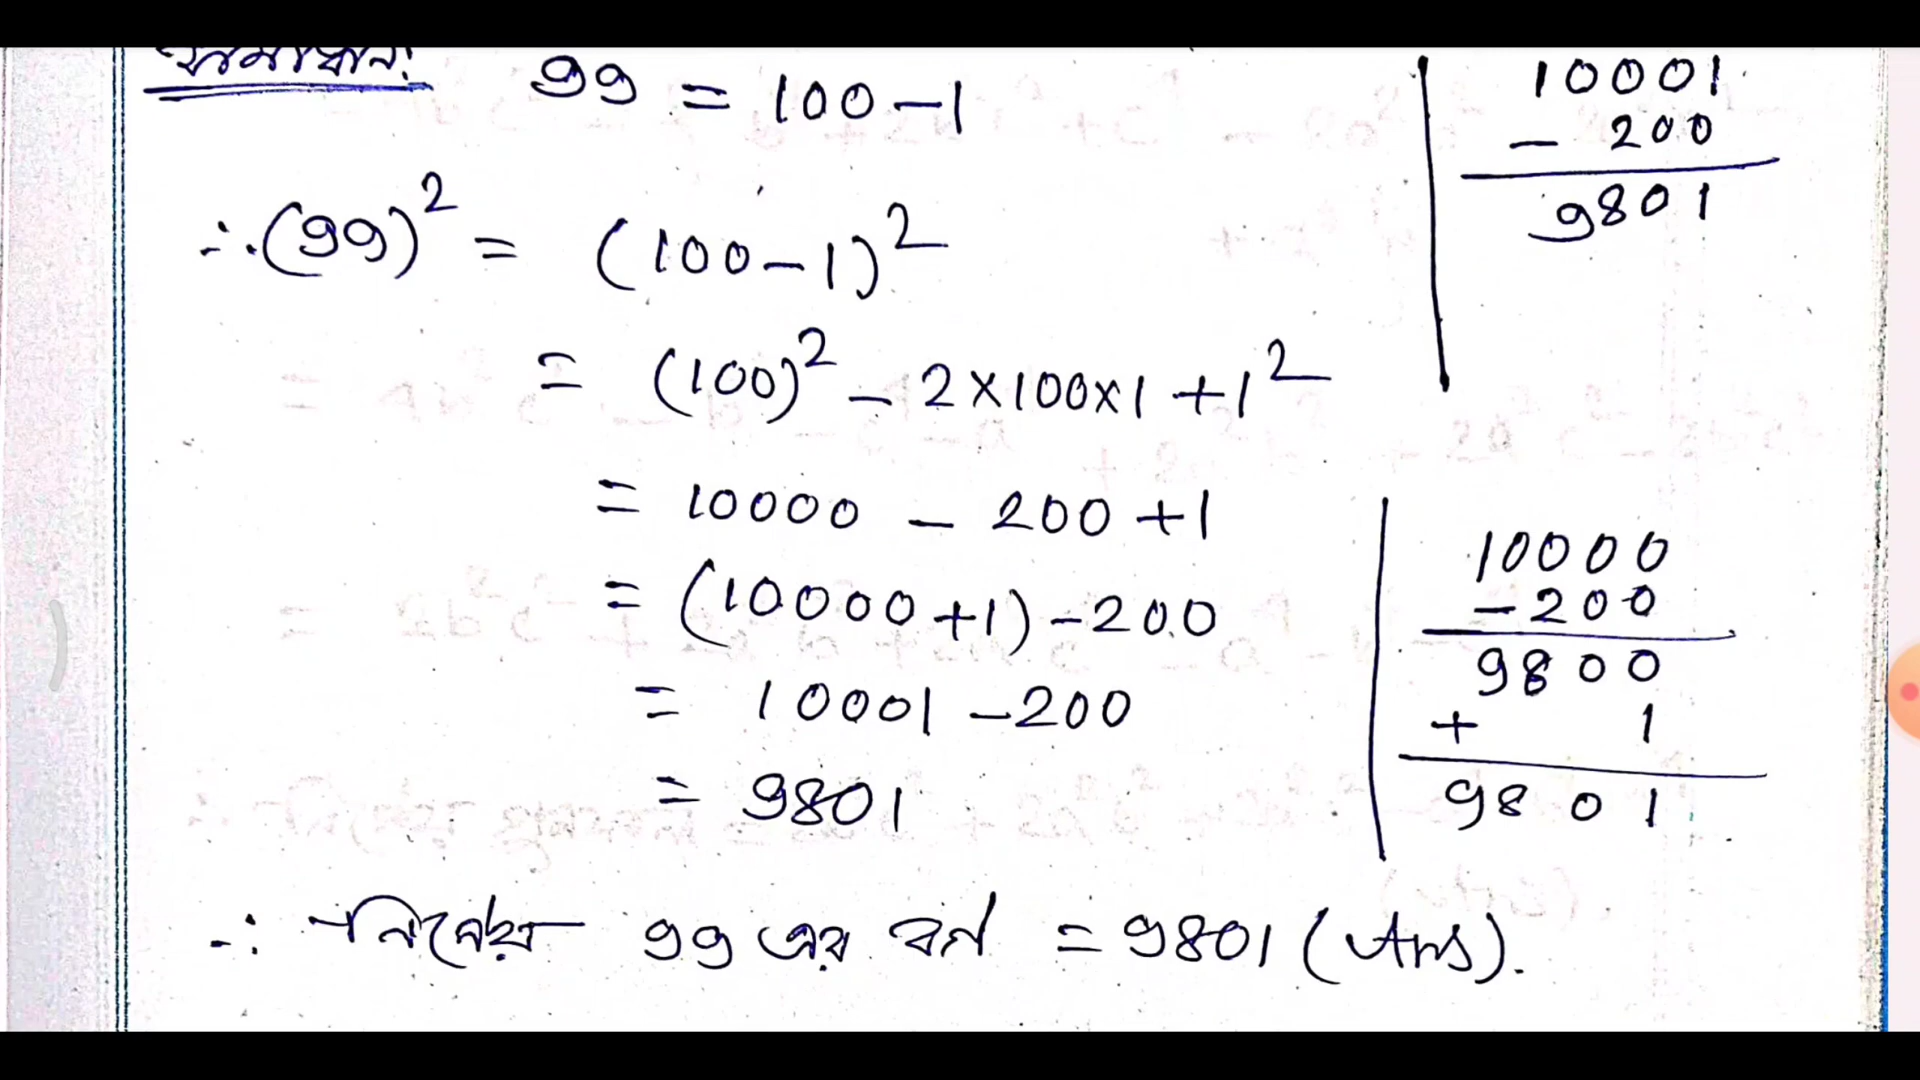 সমাধান: 99 = 100 - 1
∴ (99)² = (100 - 1)²
= (100)² - 2 × 100 × 1 + 1²
= 10000 - 200 + 1
= (10000 + 1) - 200
= 10001 - 200
= 9801
∴ নির্ণেয় 99 এর বর্গ = 9801 (Ans).
10001
- 200
9801
10000
- 200
9800
+ 1
9801